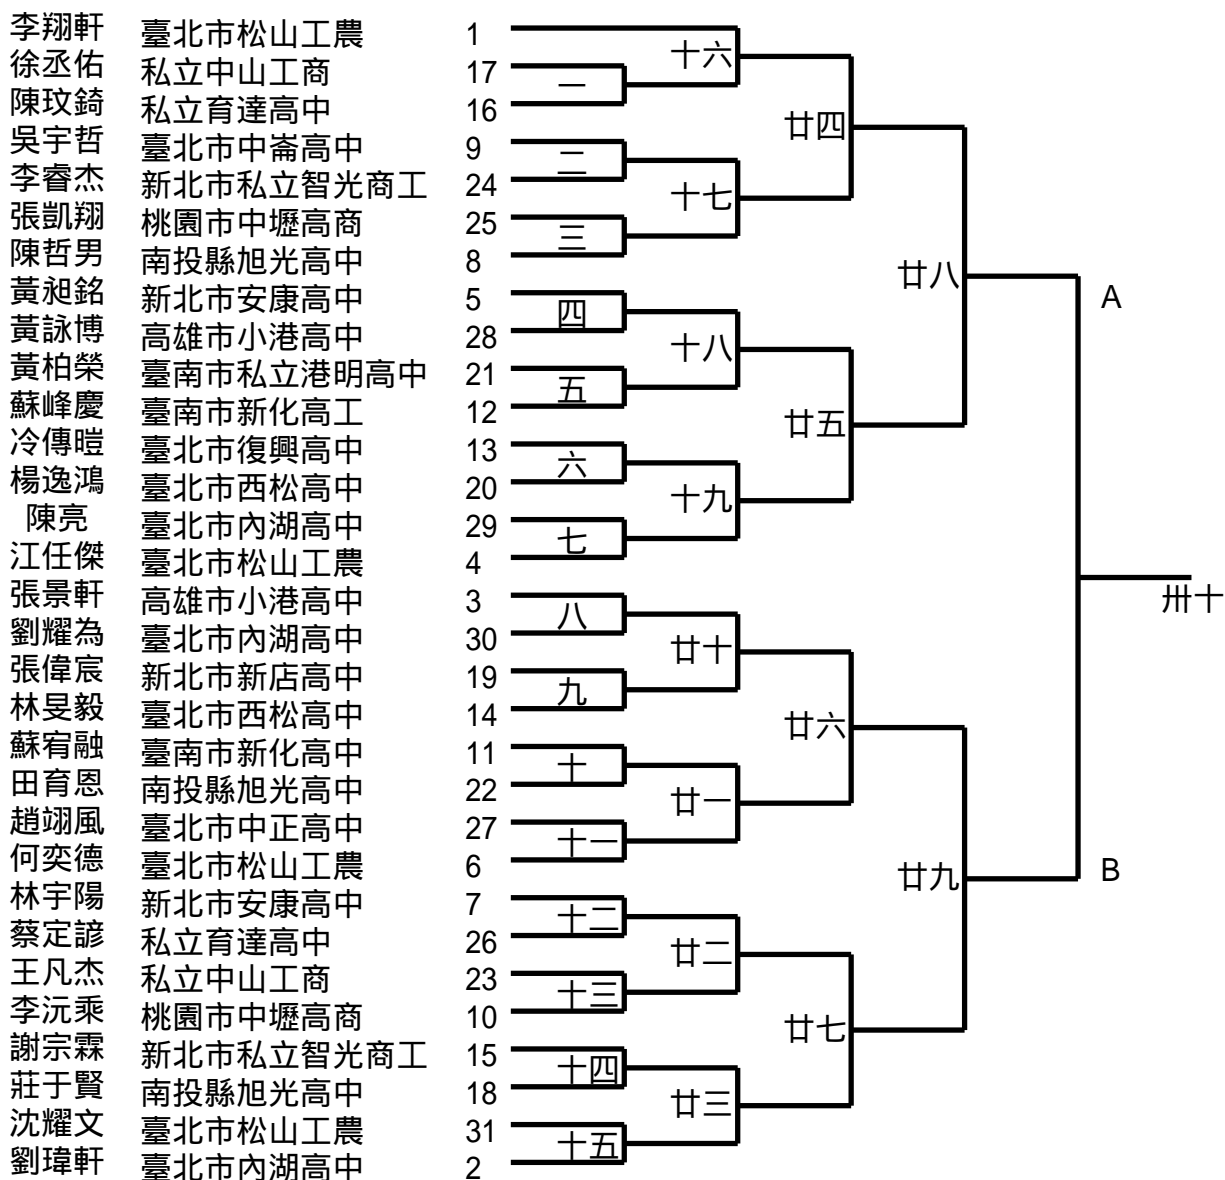 李翔軒 臺北市松山工農 1
徐丞佑 私立中山工商 17
陳玟錡 私立育達高中 16
吳宇哲 臺北市中崙高中 9
李睿杰 新北市私立智光商工 24
張凱翔 桃園市中壢高商 25
陳哲男 南投縣旭光高中 8
黃昶銘 新北市安康高中 5
黃詠博 高雄市小港高中 28
黃柏榮 臺南市私立港明高中 21
蘇峰慶 臺南市新化高工 12
冷傳暟 臺北市復興高中 13
楊逸鴻 臺北市西松高中 20
陳亮 臺北市內湖高中 29
江任傑 臺北市松山工農 4
張景軒 高雄市小港高中 3
劉耀為 臺北市內湖高中 30
張偉宸 新北市新店高中 19
林旻毅 臺北市西松高中 14
蘇宥融 臺南市新化高中 11
田育恩 南投縣旭光高中 22
趙翊風 臺北市中正高中 27
何奕德 臺北市松山工農 6
林宇陽 新北市安康高中 7
蔡定諺 私立育達高中 26
王凡杰 私立中山工商 23
李沅乘 桃園市中壢高商 10
謝宗霖 新北市私立智光商工 15
莊于賢 南投縣旭光高中 18
沈耀文 臺北市松山工農 31
劉瑋軒 臺北市內湖高中 2
一
二
三
四
五
六
七
八
九
十
十一
十二
十三
十四
十五
十六
十七
十八
十九
廿十
廿一
廿二
廿三
廿四
廿五
廿六
廿七
廿八
廿九
A
B
卅十